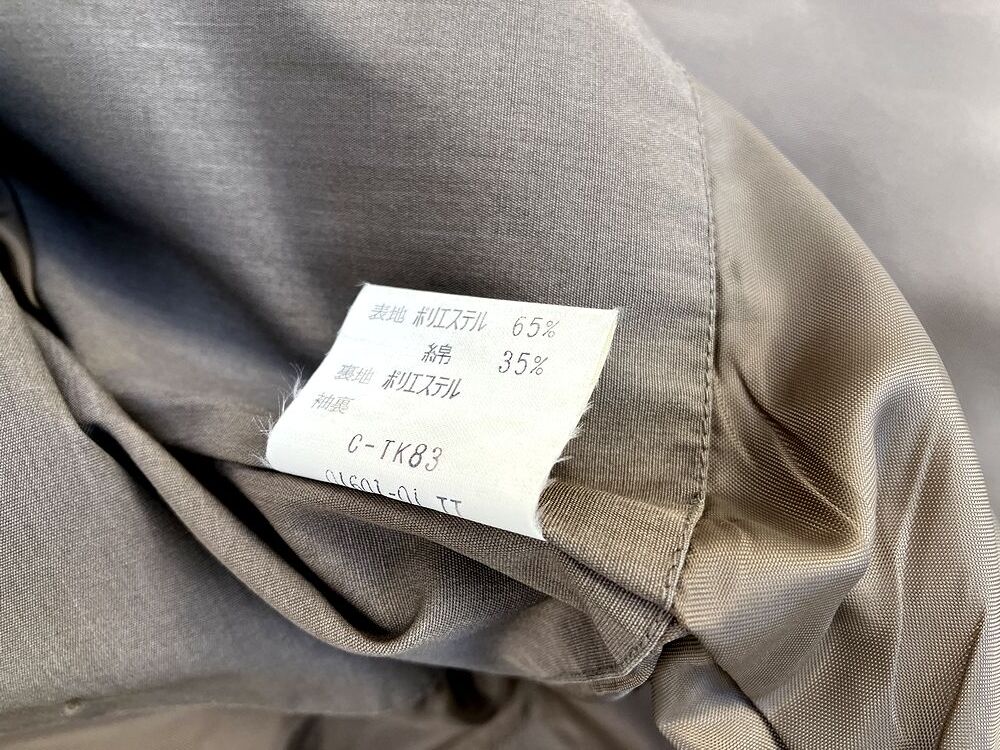 表地 ポリエステル 65%
綿 35%
裏地 ポリエステル
袖裏
C-TK83